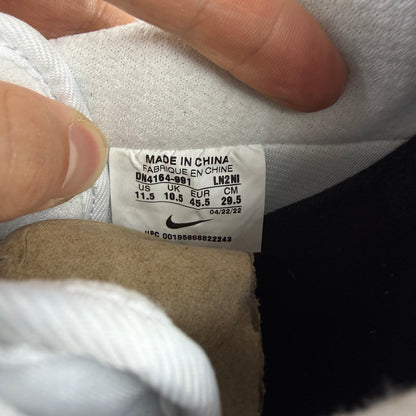 MADE IN CHINA
FABRIQUE EN CHINE
DN4164-991 LN2NI
US UK EUR CM
11.5 10.5 45.5 29.5
04/22/22
UPC 00195868822243